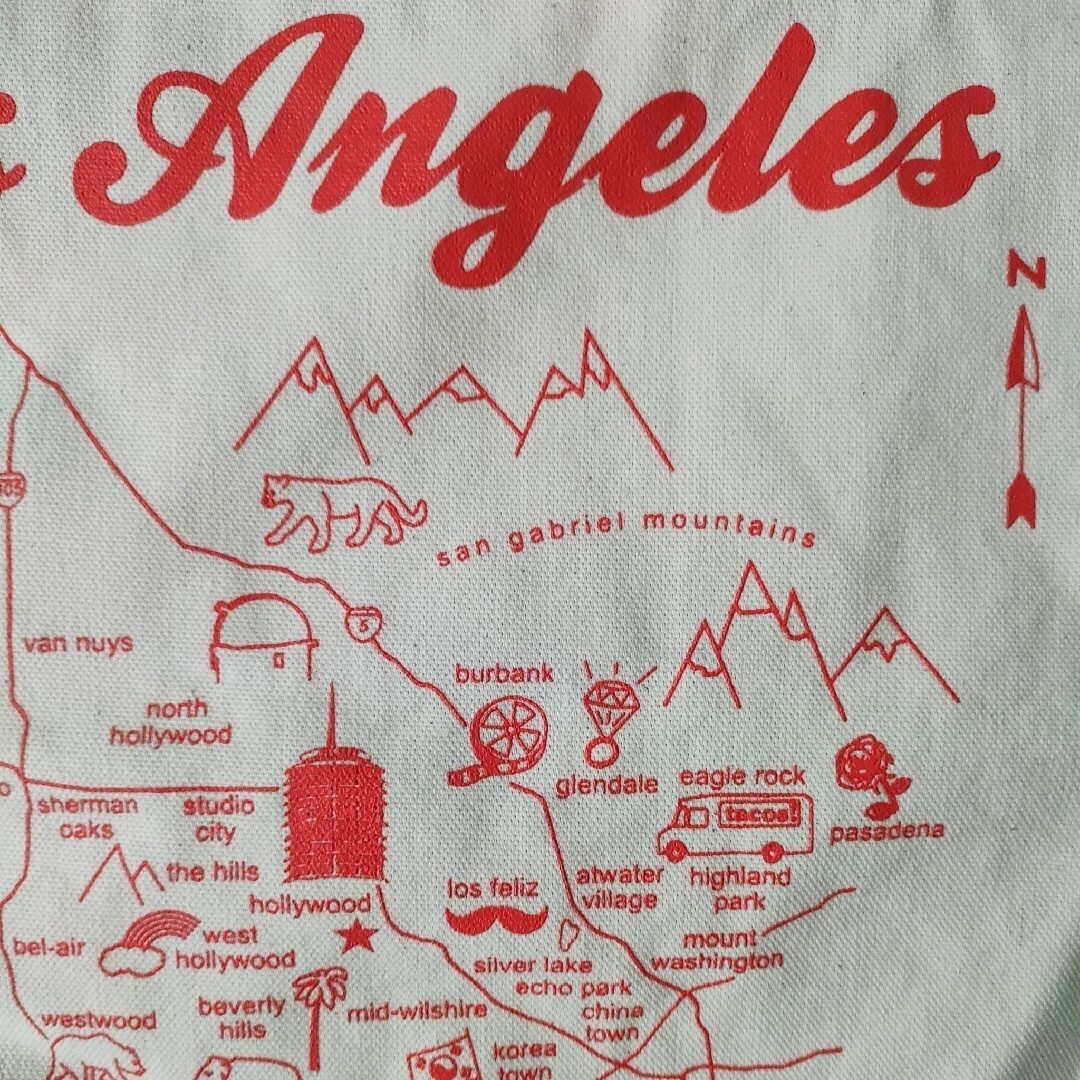 Angeles
N
san gabriel mountains
5
van nuys
burbank
north
hollywood
glendale
eagle rock
tacos!
pasadena
sherman
oaks
studio
city
the hills
hollywood
los feliz
atwater
village
highland
park
bel-air
west
hollywood
mount
washington
silver lake
echo park
china
town
westwood
beverly
hills
mid-wilshire
korea
town